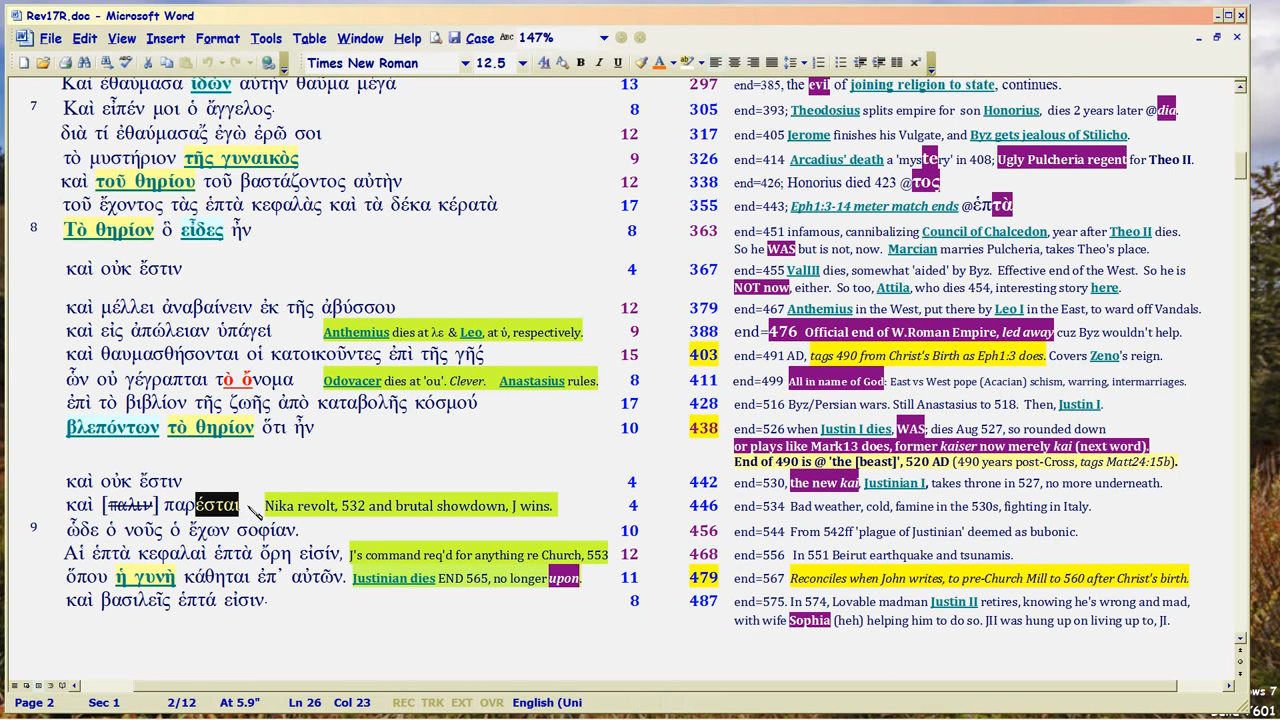 Rev17R.doc - Microsoft Word
File Edit View Insert Format Tools Table Window Help Case ABC 147%
Times New Roman 12.5 B I U
Καὶ ἐθαύμασα ἰδὼν αὐτὴν θαῦμα μέγα 13 297 end=385, the evil of joining religion to state, continues.
7 Καὶ εἶπέν μοι ὁ ἄγγελος· 8 305 end=393; Theodosius splits empire for son Honorius, dies 2 years later @dia.
διὰ τί ἐθαύμασας ἐγὼ ἐρῶ σοι 12 317 end=405 Jerome finishes his Vulgate, and Byz gets jealous of Stilicho.
τὸ μυστήριον τῆς γυναικὸς 9 326 end=414 Arcadius' death a 'mystery' in 408; Ugly Pulcheria regent for Theo II.
καὶ τοῦ θηρίου τοῦ βαστάζοντος αὐτὴν 12 338 end=426; Honorius died 423 @τος
τοῦ ἔχοντος τὰς ἑπτὰ κεφαλὰς καὶ τὰ δέκα κέρατὰ 17 355 end=443; Eph1:3-14 meter match ends @ἑπτὰ
8 Τὸ θηρίον ὃ εἶδες ἦν 8 363 end=451 infamous, cannibalizing Council of Chalcedon, year after Theo II dies.
So he WAS but is not, now. Marcian marries Pulcheria, takes Theo's place.
καὶ οὐκ ἔστιν 4 367 end=455 ValIII dies, somewhat 'aided' by Byz. Effective end of the West. So he is
NOT now, either. So too, Attila, who dies 454, interesting story here.
καὶ μέλλει ἀναβαίνειν ἐκ τῆς ἀβύσσου 12 379 end=467 Anthemius in the West, put there by Leo I in the East, to ward off Vandals.
καὶ εἰς ἀπώλειαν ὑπάγει Anthemius dies at λε & Leo, at ύ, respectively. 9 388 end=476 Official end of W.Roman Empire, led away cuz Byz wouldn't help.
καὶ θαυμασθήσονται οἱ κατοικοῦντες ἐπὶ τῆς γῆς 15 403 end=491 AD, tags 490 from Christ's Birth as Eph1:3 does. Covers Zeno's reign.
ὧν οὐ γέγραπται τὸ ὄνομα Odovacer dies at 'ou'. Clever. Anastasius rules. 8 411 end=499 All in name of God: East vs West pope (Acacian) schism, warring, intermarriages.
ἐπὶ τὸ βιβλίον τῆς ζωῆς ἀπὸ καταβολῆς κόσμου 17 428 end=516 Byz/Persian wars. Still Anastasius to 518. Then, Justin I.
βλεπόντων τὸ θηρίον ὅτι ἦν 10 438 end=526 when Justin I dies, WAS; dies Aug 527, so rounded down
or plays like Mark13 does, former kaiser now merely kai (next word).
End of 490 is @ 'the [beast]', 520 AD (490 years post-Cross, tags Matt24:15b).
καὶ οὐκ ἔστιν 4 442 end=530, the new kai, Justinian I, takes throne in 527, no more underneath.
καὶ [παλιν] παρέσται Nika revolt, 532 and brutal showdown, J wins. 4 446 end=534 Bad weather, cold, famine in the 530s, fighting in Italy.
9 ὧδε ὁ νοῦς ὁ ἔχων σοφίαν. 10 456 end=544 From 542ff 'plague of Justinian' deemed as bubonic.
Αἱ ἑπτὰ κεφαλαὶ ἑπτὰ ὄρη εἰσίν, J's command req'd for anything re Church, 553 12 468 end=556 In 551 Beirut earthquake and tsunamis.
ὅπου ἡ γυνὴ κάθηται ἐπ᾽ αὐτῶν. Justinian dies END 565, no longer upon. 11 479 end=567 Reconciles when John writes, to pre-Church Mill to 560 after Christ's birth.
καὶ βασιλεῖς ἑπτά εἰσιν· 8 487 end=575. In 574, Lovable madman Justin II retires, knowing he's wrong and mad,
with wife Sophia (heh) helping him to do so. JII was hung up on living up to, JI.
Page 2 Sec 1 2/12 At 5.9" Ln 26 Col 23 REC TRK EXT OVR English (Uni